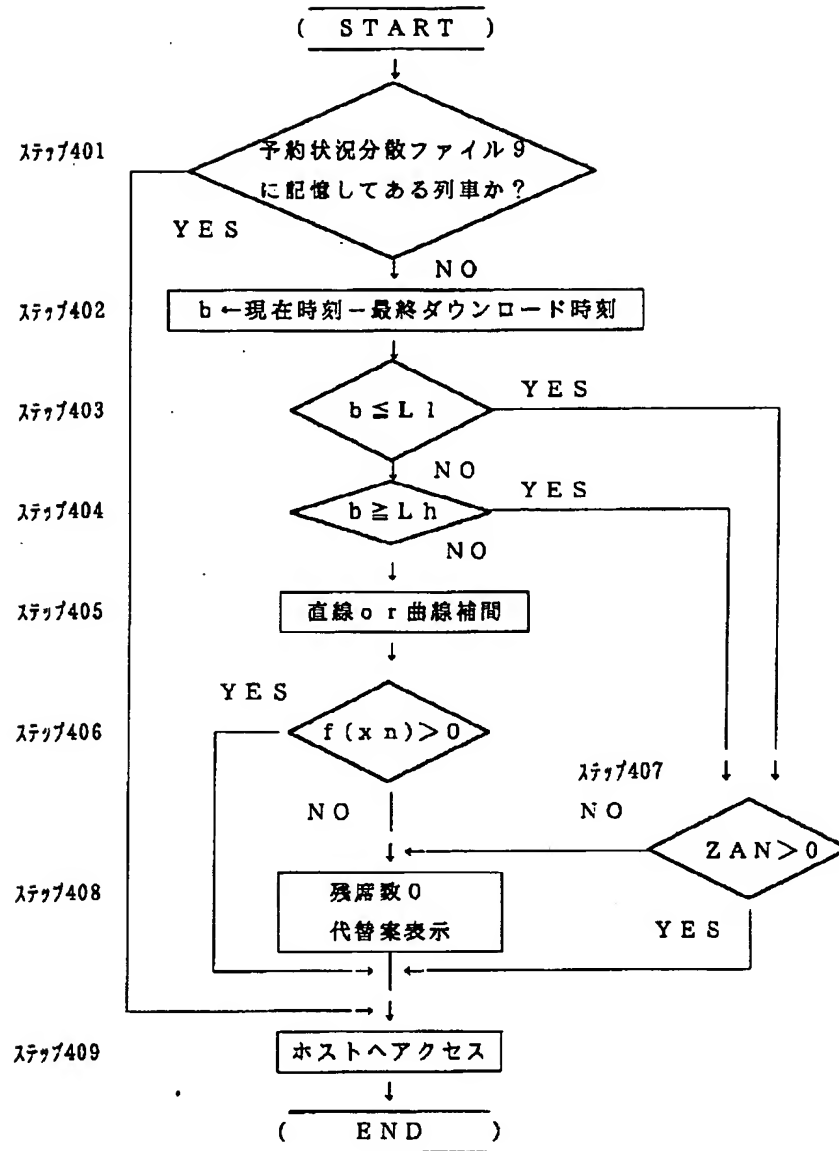 ( START )
ステップ401
予約状況分散ファイル9
に記憶してある列車か?
YES
NO
ステップ402
b←現在時刻−最終ダウンロード時刻
ステップ403
b≦Ll
YES
NO
ステップ404
b≧Lh
YES
NO
ステップ405
直線or曲線補間
YES
ステップ406
f(xn)>0
ステップ407
NO
NO
ZAN>0
ステップ408
残席数0
代替案表示
YES
ステップ409
ホストへアクセス
( END )